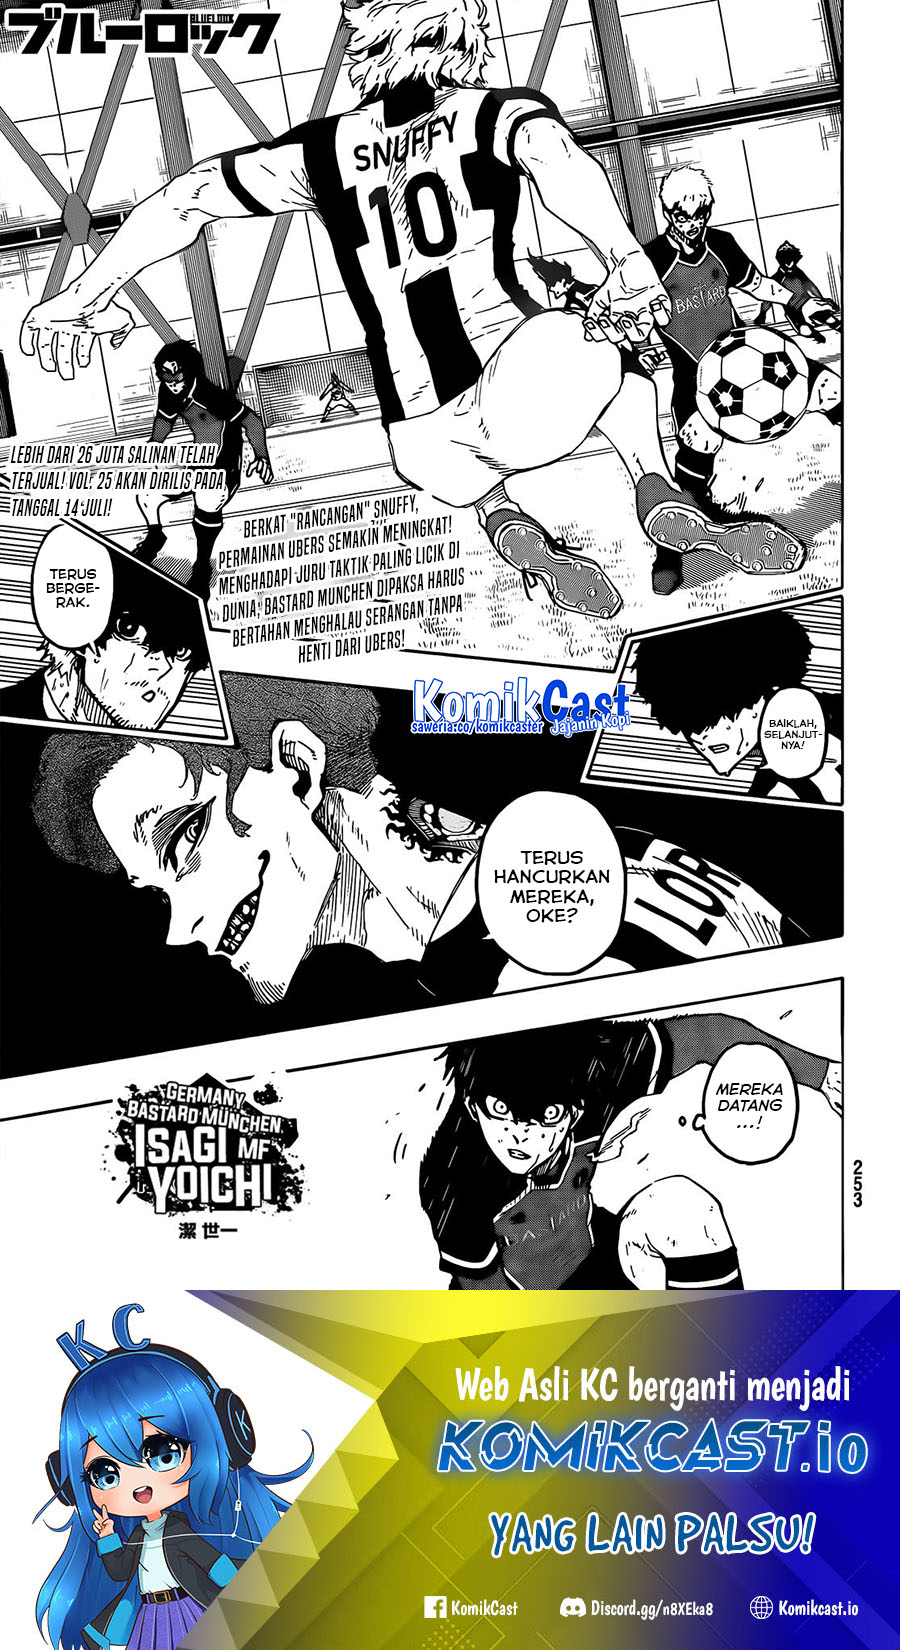 ブルーロック
BLUELOCK
SNUFFY
10
BASTARD
LEBIH DARI 26 JUTA SALINAN TELAH
TERJUAL! VOL. 25 AKAN DIRILIS PADA
TANGGAL 14 JULI!
BERKAT "RANCANGAN" SNUFFY,
PERMAINAN UBERS SEMAKIN MENINGKAT!
MENGHADAPI JURU TAKTIK PALING LICIK DI
DUNIA, BASTARD MUNCHEN DIPAKSA HARUS
BERTAHAN MENGHALAU SERANGAN TANPA
HENTI DARI UBERS!
TERUS
BERGE-
RAK.
BAIKLAH,
SELANJUT-
NYA!
KomikCast
saweria.co/komikcaster
Jajanin Kopi
TERUS
HANCURKAN
MEREKA,
OKE?
LOR
MEREKA
DATANG
...!
GERMANY
BASTARD MÜNCHEN
ISAGI MF
YOICHI
潔 世一
BASTARD
253
KC
Web Asli KC berganti menjadi
KOMIKCAST.io
YANG LAIN PALSU!
KomikCast
Discord.gg/n8XEka8
Komikcast.io